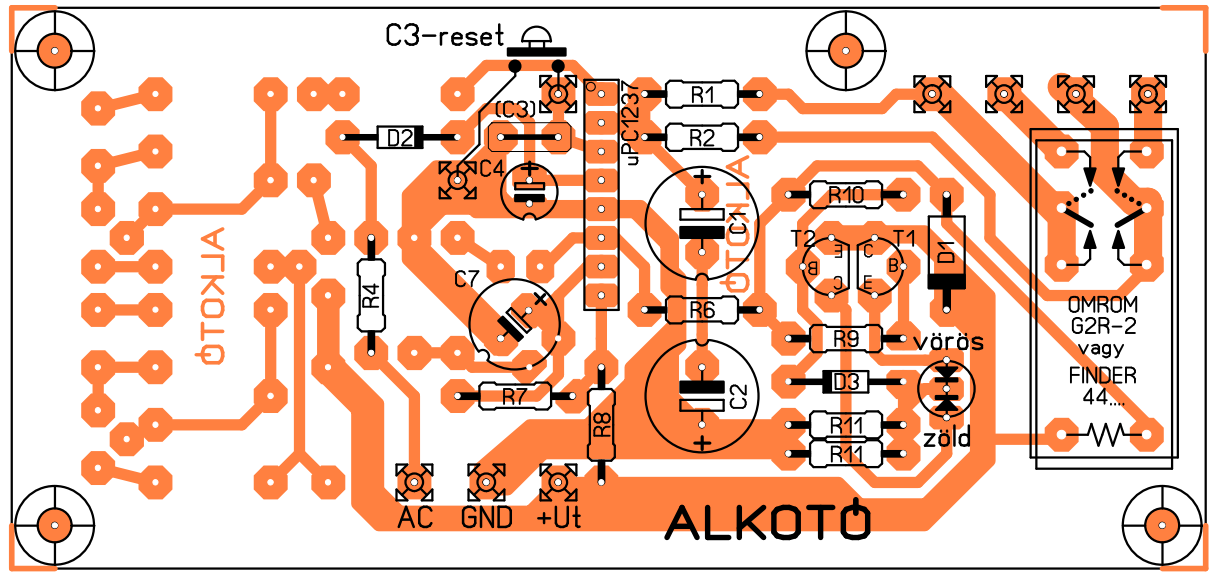 C3-reset
(C3)
uPC1237
R1
D2
R2
C4
ALKOTÓ
R10
C1
T2
T1
E
C
B
B
C
E
D1
ALKOTÓ
C7
R4
R6
OMROM
G2R-2
vagy
FINDER
44....
R9
vörös
D3
C2
R7
R8
R11
zöld
R11
AC
GND
+Ut
ALKOTÓ